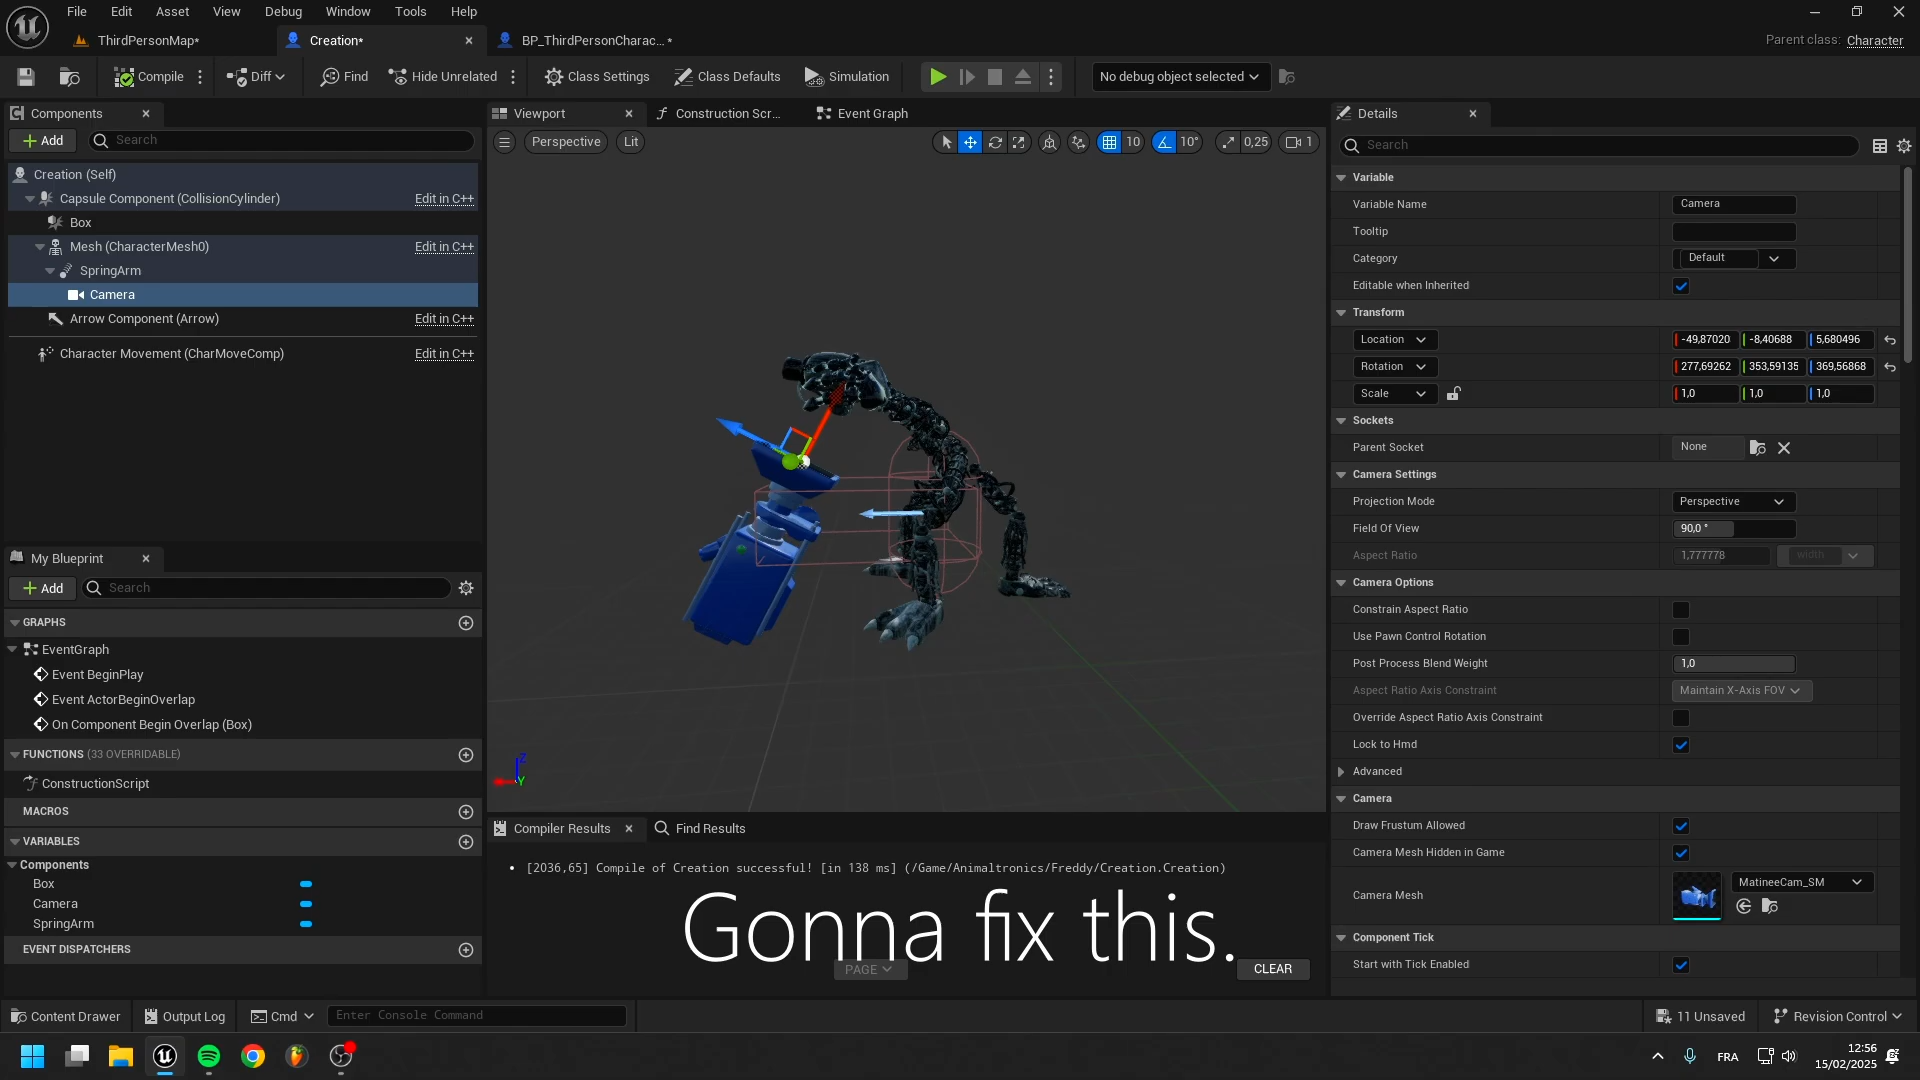 File Edit Asset View Debug Window Tools Help
ThirdPersonMap*
Creation*
BP_ThirdPersonCharac... *
Parent class: Character
Compile
Diff
Find
Hide Unrelated
Class Settings
Class Defaults
Simulation
No debug object selected
Components
Add
Search
Creation (Self)
Capsule Component (CollisionCylinder) Edit in C++
Box
Mesh (CharacterMesh0) Edit in C++
SpringArm
Camera
Arrow Component (Arrow) Edit in C++
Character Movement (CharMoveComp) Edit in C++
My Blueprint
Add
Search
GRAPHS
EventGraph
Event BeginPlay
Event ActorBeginOverlap
On Component Begin Overlap (Box)
FUNCTIONS (33 OVERRIDABLE)
ConstructionScript
MACROS
VARIABLES
Components
Box
Camera
SpringArm
EVENT DISPATCHERS
Viewport
Construction Scr...
Event Graph
Perspective
Lit
10
10°
0,25
1
Z
Y
Compiler Results
Find Results
[2036,65] Compile of Creation successful! [in 138 ms] (/Game/Animaltronics/Freddy/Creation.Creation)
Gonna fix this.
PAGE
CLEAR
Details
Search
Variable
Variable Name Camera
Tooltip
Category Default
Editable when Inherited
Transform
Location -49,87020 -8,40688 5,680496
Rotation 277,69262 353,59135 369,56868
Scale 1,0 1,0 1,0
Sockets
Parent Socket None
Camera Settings
Projection Mode Perspective
Field Of View 90,0 °
Aspect Ratio 1,777778 width
Camera Options
Constrain Aspect Ratio
Use Pawn Control Rotation
Post Process Blend Weight 1,0
Aspect Ratio Axis Constraint Maintain X-Axis FOV
Override Aspect Ratio Axis Constraint
Lock to Hmd
Advanced
Camera
Draw Frustum Allowed
Camera Mesh Hidden in Game
Camera Mesh MatineeCam_SM
Component Tick
Start with Tick Enabled
Content Drawer
Output Log
Cmd
Enter Console Command
11 Unsaved
Revision Control
FRA
12:56
15/02/2025